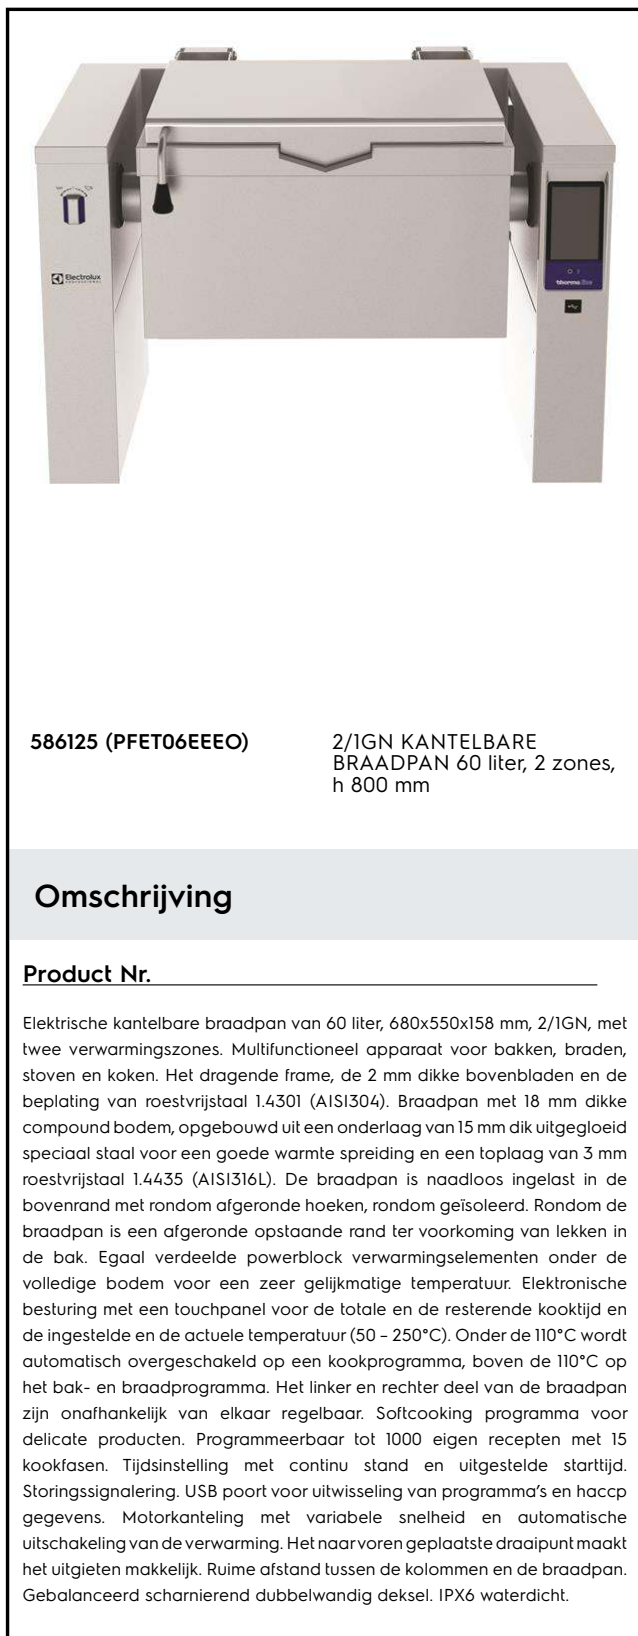 Electrolux
PROFESSIONAL
thermaline
586125 (PFET06EEEO)
2/1GN KANTELBARE
BRAADPAN 60 liter, 2 zones,
h 800 mm
Omschrijving
Product Nr.
Elektrische kantelbare braadpan van 60 liter, 680x550x158 mm, 2/1GN, met
twee verwarmingszones. Multifunctioneel apparaat voor bakken, braden,
stoven en koken. Het dragende frame, de 2 mm dikke bovenbladen en de
beplating van roestvrijstaal 1.4301 (AISI304). Braadpan met 18 mm dikke
compound bodem, opgebouwd uit een onderlaag van 15 mm dik uitgegloeid
speciaal staal voor een goede warmte spreiding en een toplaag van 3 mm
roestvrijstaal 1.4435 (AISI316L). De braadpan is naadloos ingelast in de
bovenrand met rondom afgeronde hoeken, rondom geïsoleerd. Rondom de
braadpan is een afgeronde opstaande rand ter voorkoming van lekken in
de bak. Egaal verdeelde powerblock verwarmingselementen onder de
volledige bodem voor een zeer gelijkmatige temperatuur. Elektronische
besturing met een touchpanel voor de totale en de resterende kooktijd en
de ingestelde en de actuele temperatuur (50 – 250°C). Onder de 110°C wordt
automatisch overgeschakeld op een kookprogramma, boven de 110°C op
het bak- en braadprogramma. Het linker en rechter deel van de braadpan
zijn onafhankelijk van elkaar regelbaar. Softcooking programma voor
delicate producten. Programmeerbaar tot 1000 eigen recepten met 15
kookfasen. Tijdsinstelling met continu stand en uitgestelde starttijd.
Storingssignalering. USB poort voor uitwisseling van programma's en haccp
gegevens. Motorkanteling met variabele snelheid en automatische
uitschakeling van de verwarming. Het naar voren geplaatste draaipunt maakt
het uitgieten makkelijk. Ruime afstand tussen de kolommen en de braadpan.
Gebalanceerd scharnierend dubbelwandig deksel. IPX6 waterdicht.